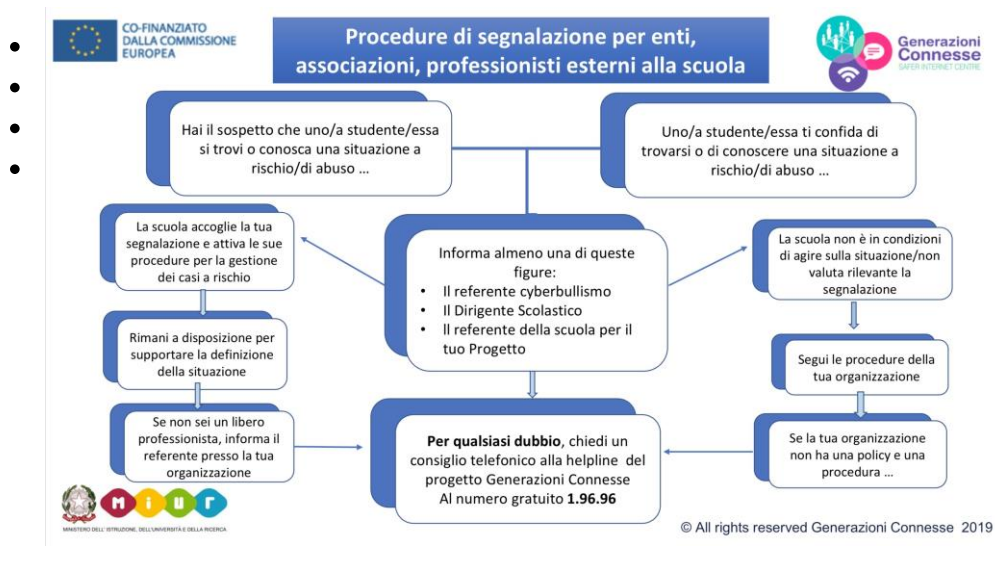 CO-FINANZIATO
DALLA COMMISSIONE
EUROPEA
Procedure di segnalazione per enti,
associazioni, professionisti esterni alla scuola
Generazioni
Connesse
SAFER INTERNET CENTRE
Hai il sospetto che uno/a studente/essa
si trovi o conosca una situazione a
rischio/di abuso …
Uno/a studente/essa ti confida di
trovarsi o di conoscere una situazione a
rischio/di abuso …
La scuola accoglie la tua
segnalazione e attiva le sue
procedure per la gestione
dei casi a rischio
Informa almeno una di queste
figure:
• Il referente cyberbullismo
• Il Dirigente Scolastico
• Il referente della scuola per il
tuo Progetto
La scuola non è in condizioni
di agire sulla situazione/non
valuta rilevante la
segnalazione
Rimani a disposizione per
supportare la definizione
della situazione
Segui le procedure della
tua organizzazione
Se non sei un libero
professionista, informa il
referente presso la tua
organizzazione
Per qualsiasi dubbio, chiedi un
consiglio telefonico alla helpline del
progetto Generazioni Connesse
Al numero gratuito 1.96.96
Se la tua organizzazione
non ha una policy e una
procedura …
miur
MINISTERO DELL' ISTRUZIONE, DELL'UNIVERSITÀ E DELLA RICERCA
© All rights reserved Generazioni Connesse 2019